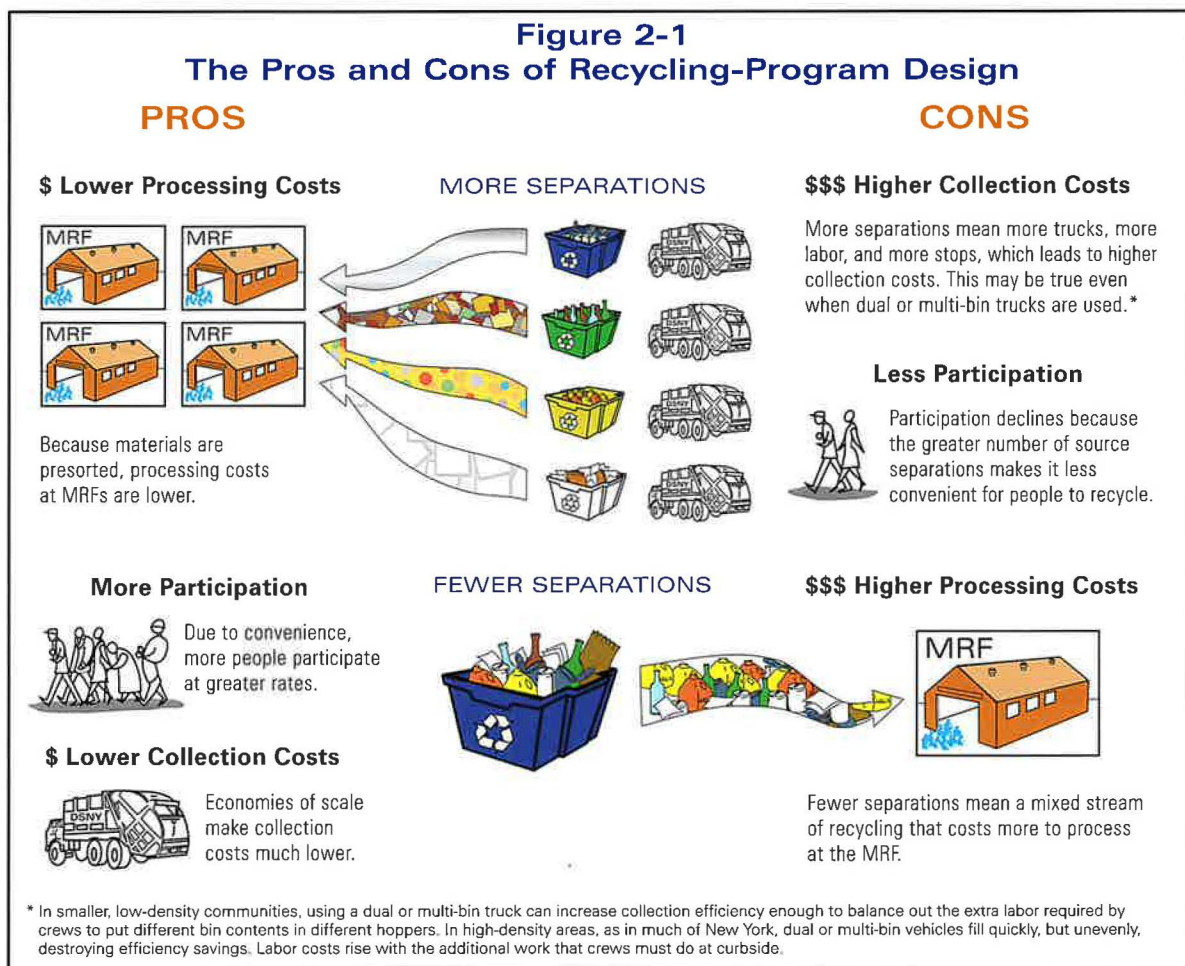 Figure 2-1
The Pros and Cons of Recycling-Program Design
PROS
CONS
$ Lower Processing Costs
MRF
MRF
MRF
MRF
Because materials are
presorted, processing costs
at MRFs are lower.
MORE SEPARATIONS
DSNY
DSNY
DSNY
DSNY
$$$ Higher Collection Costs
More separations mean more trucks, more
labor, and more stops, which leads to higher
collection costs. This may be true even
when dual or multi-bin trucks are used.*
Less Participation
Participation declines because
the greater number of source
separations makes it less
convenient for people to recycle.
More Participation
Due to convenience,
more people participate
at greater rates.
$ Lower Collection Costs
DSNY
Economies of scale
make collection
costs much lower.
FEWER SEPARATIONS
$$$ Higher Processing Costs
MRF
Fewer separations mean a mixed stream
of recycling that costs more to process
at the MRF.
* In smaller, low-density communities, using a dual or multi-bin truck can increase collection efficiency enough to balance out the extra labor required by
crews to put different bin contents in different hoppers. In high-density areas, as in much of New York, dual or multi-bin vehicles fill quickly, but unevenly,
destroying efficiency savings. Labor costs rise with the additional work that crews must do at curbside.